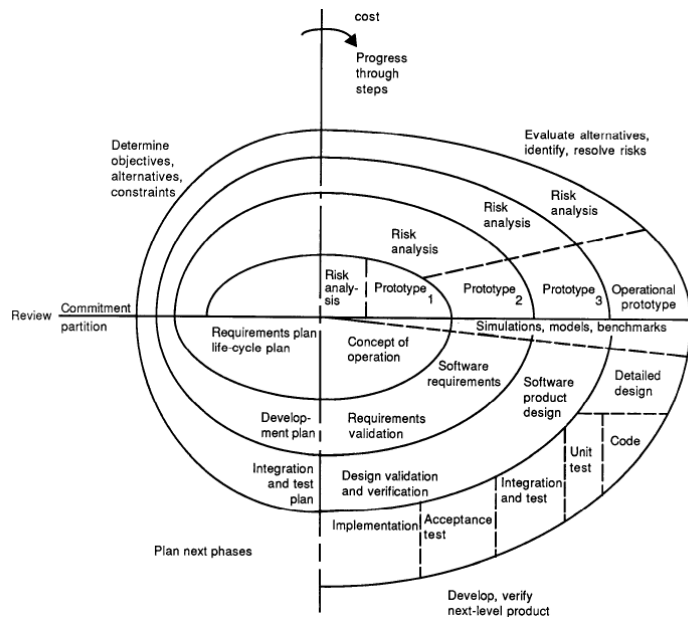 cost
Progress
through
steps
Determine
objectives,
alternatives,
constraints
Evaluate alternatives,
identify, resolve risks
Risk
analysis
Risk
analysis
Risk
analysis
Risk
analy-
sis
Prototype
1
Prototype
2
Prototype
3
Operational
prototype
Review
Commitment
partition
Simulations, models, benchmarks
Requirements plan
life-cycle plan
Concept of
operation
Software
requirements
Software
product
design
Detailed
design
Develop-
ment plan
Requirements
validation
Code
Unit
test
Integration
and test
plan
Design validation
and verification
Integration
and test
Implementation
Acceptance
test
Plan next phases
Develop, verify
next-level product